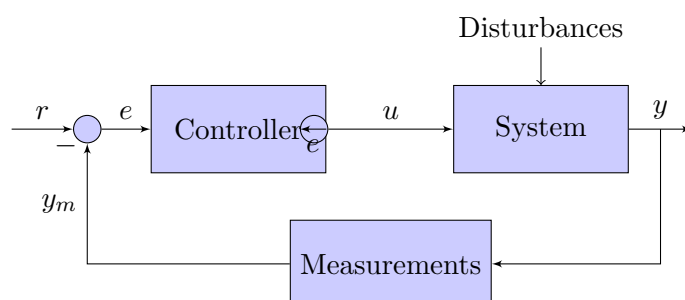 Disturbances
r
e
Controller
e
u
System
y
−
y_m
Measurements